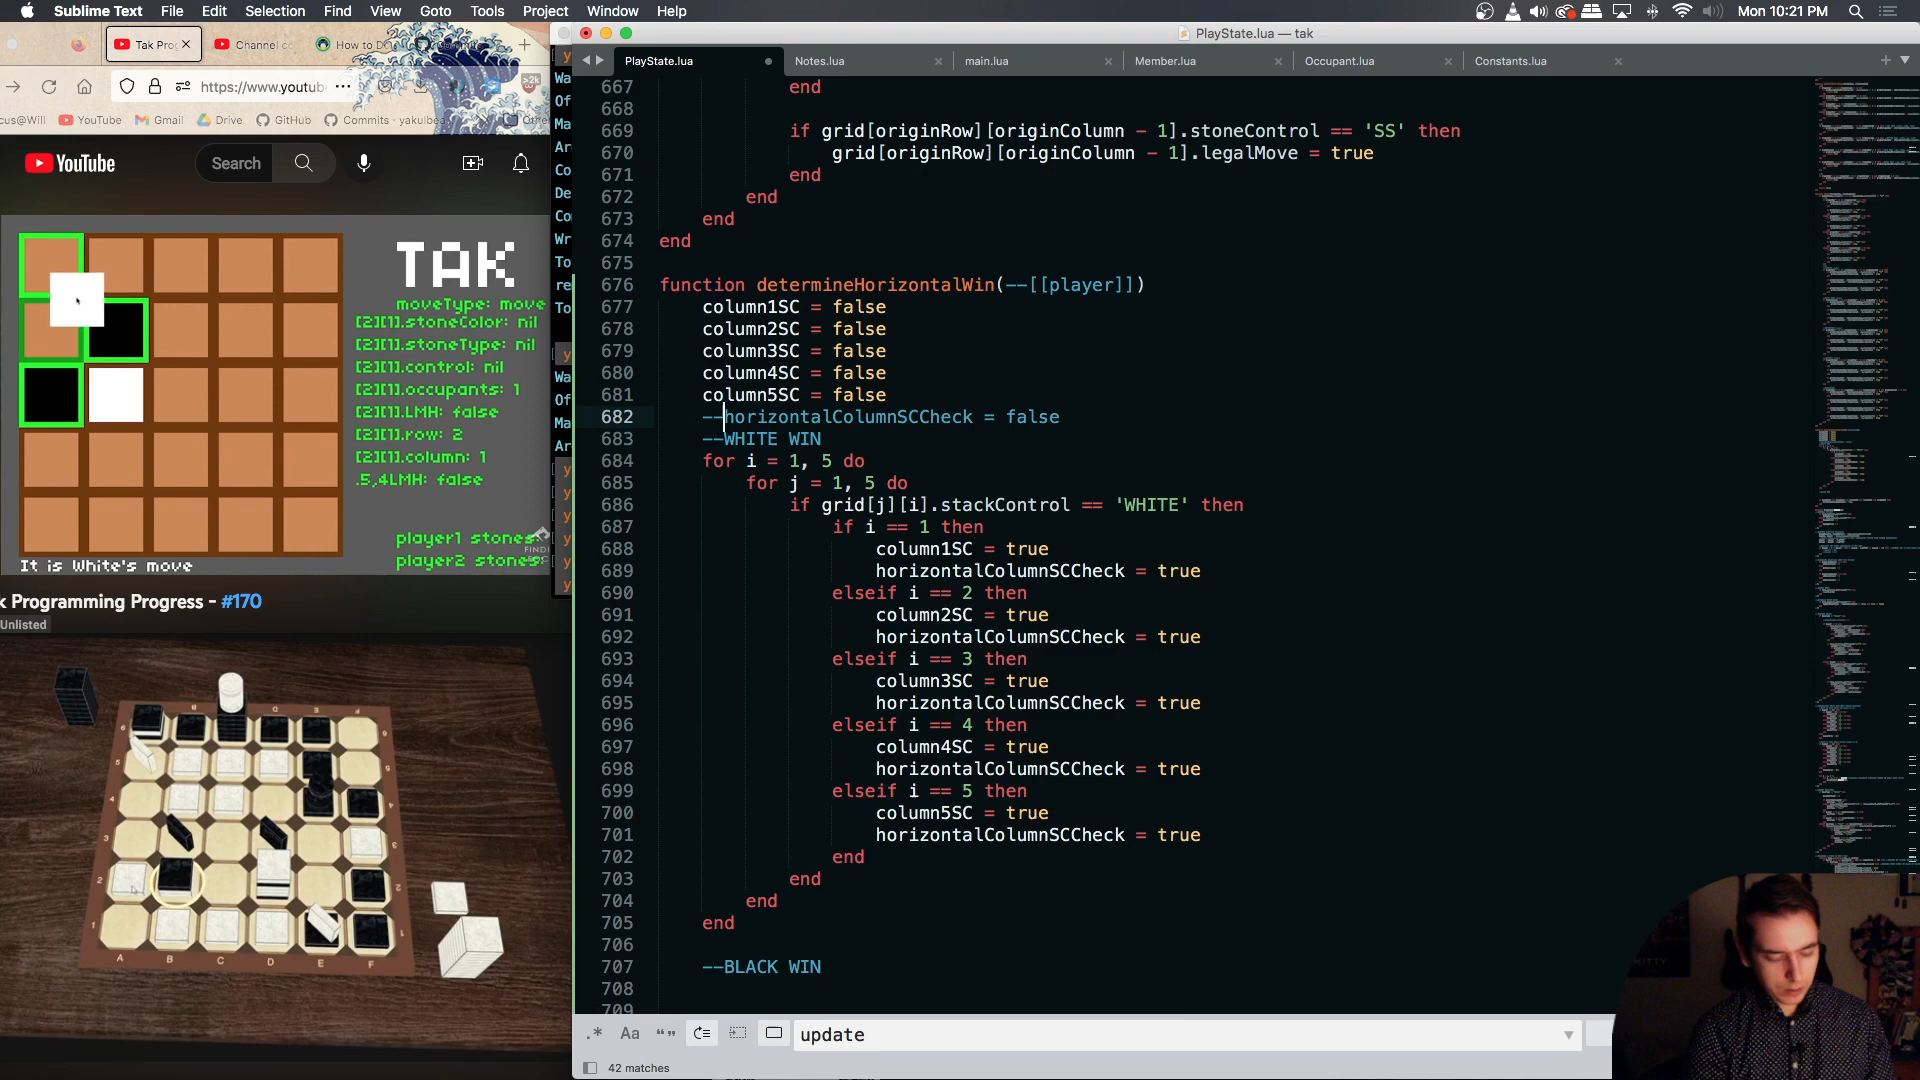 Sublime Text File Edit Selection Find View Goto Tools Project Window Help
Mon 10:21 PM
PlayState.lua — tak
Tak Pro
Channel co
How to D
PlayState.lua
Notes.lua
main.lua
Member.lua
Occupant.lua
Constants.lua
https://www.youtub
>2k
cus@Will YouTube Gmail Drive GitHub Commits · yakulbea
YouTube
Search
TAK
moveType: move
[2][1].stoneColor: nil
[2][1].stoneType: nil
[2][1].control: nil
[2][1].occupants: 1
[2][1].LMH: false
[2][1].row: 2
[2][1].column: 1
.5,4LMH: false
player1 stones:
player2 stones:
It is White's move
k Programming Progress - #170
Unlisted
667 end
668
669 if grid[originRow][originColumn - 1].stoneControl == 'SS' then
670 grid[originRow][originColumn - 1].legalMove = true
671 end
672 end
673 end
674 end
675
676 function determineHorizontalWin(--[[player]])
677 column1SC = false
678 column2SC = false
679 column3SC = false
680 column4SC = false
681 column5SC = false
682 --horizontalColumnSCCheck = false
683 --WHITE WIN
684 for i = 1, 5 do
685 for j = 1, 5 do
686 if grid[j][i].stackControl == 'WHITE' then
687 if i == 1 then
688 column1SC = true
689 horizontalColumnSCCheck = true
690 elseif i == 2 then
691 column2SC = true
692 horizontalColumnSCCheck = true
693 elseif i == 3 then
694 column3SC = true
695 horizontalColumnSCCheck = true
696 elseif i == 4 then
697 column4SC = true
698 horizontalColumnSCCheck = true
699 elseif i == 5 then
700 column5SC = true
701 horizontalColumnSCCheck = true
702 end
703 end
704 end
705 end
706
707 --BLACK WIN
708
709
update
42 matches